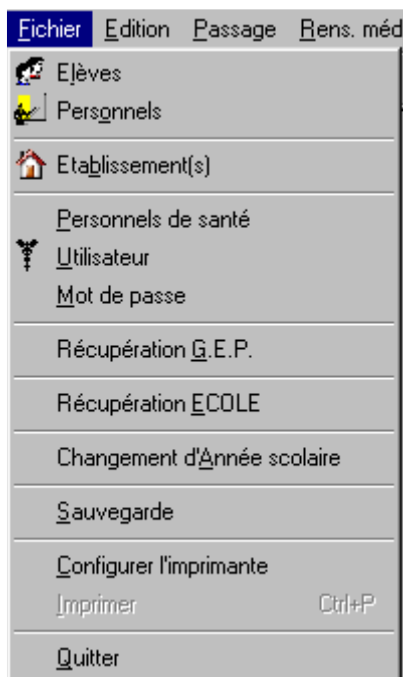 Fichier Edition Passage Rens. méd
Elèves
Personnels
Etablissement(s)
Personnels de santé
Utilisateur
Mot de passe
Récupération G.E.P.
Récupération ECOLE
Changement d'Année scolaire
Sauvegarde
Configurer l'imprimante
Imprimer Ctrl+P
Quitter